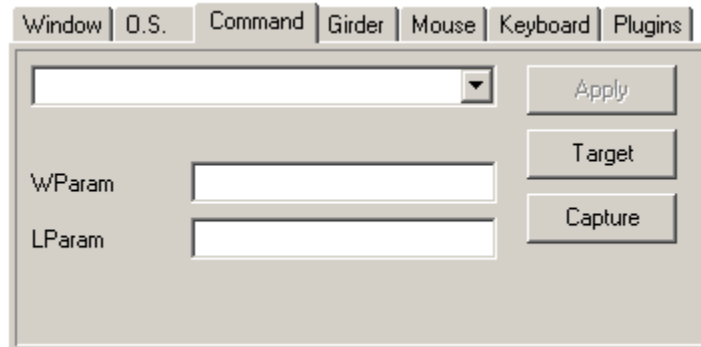 Window O.S. Command Girder Mouse Keyboard Plugins
Apply
Target
WParam
Capture
LParam